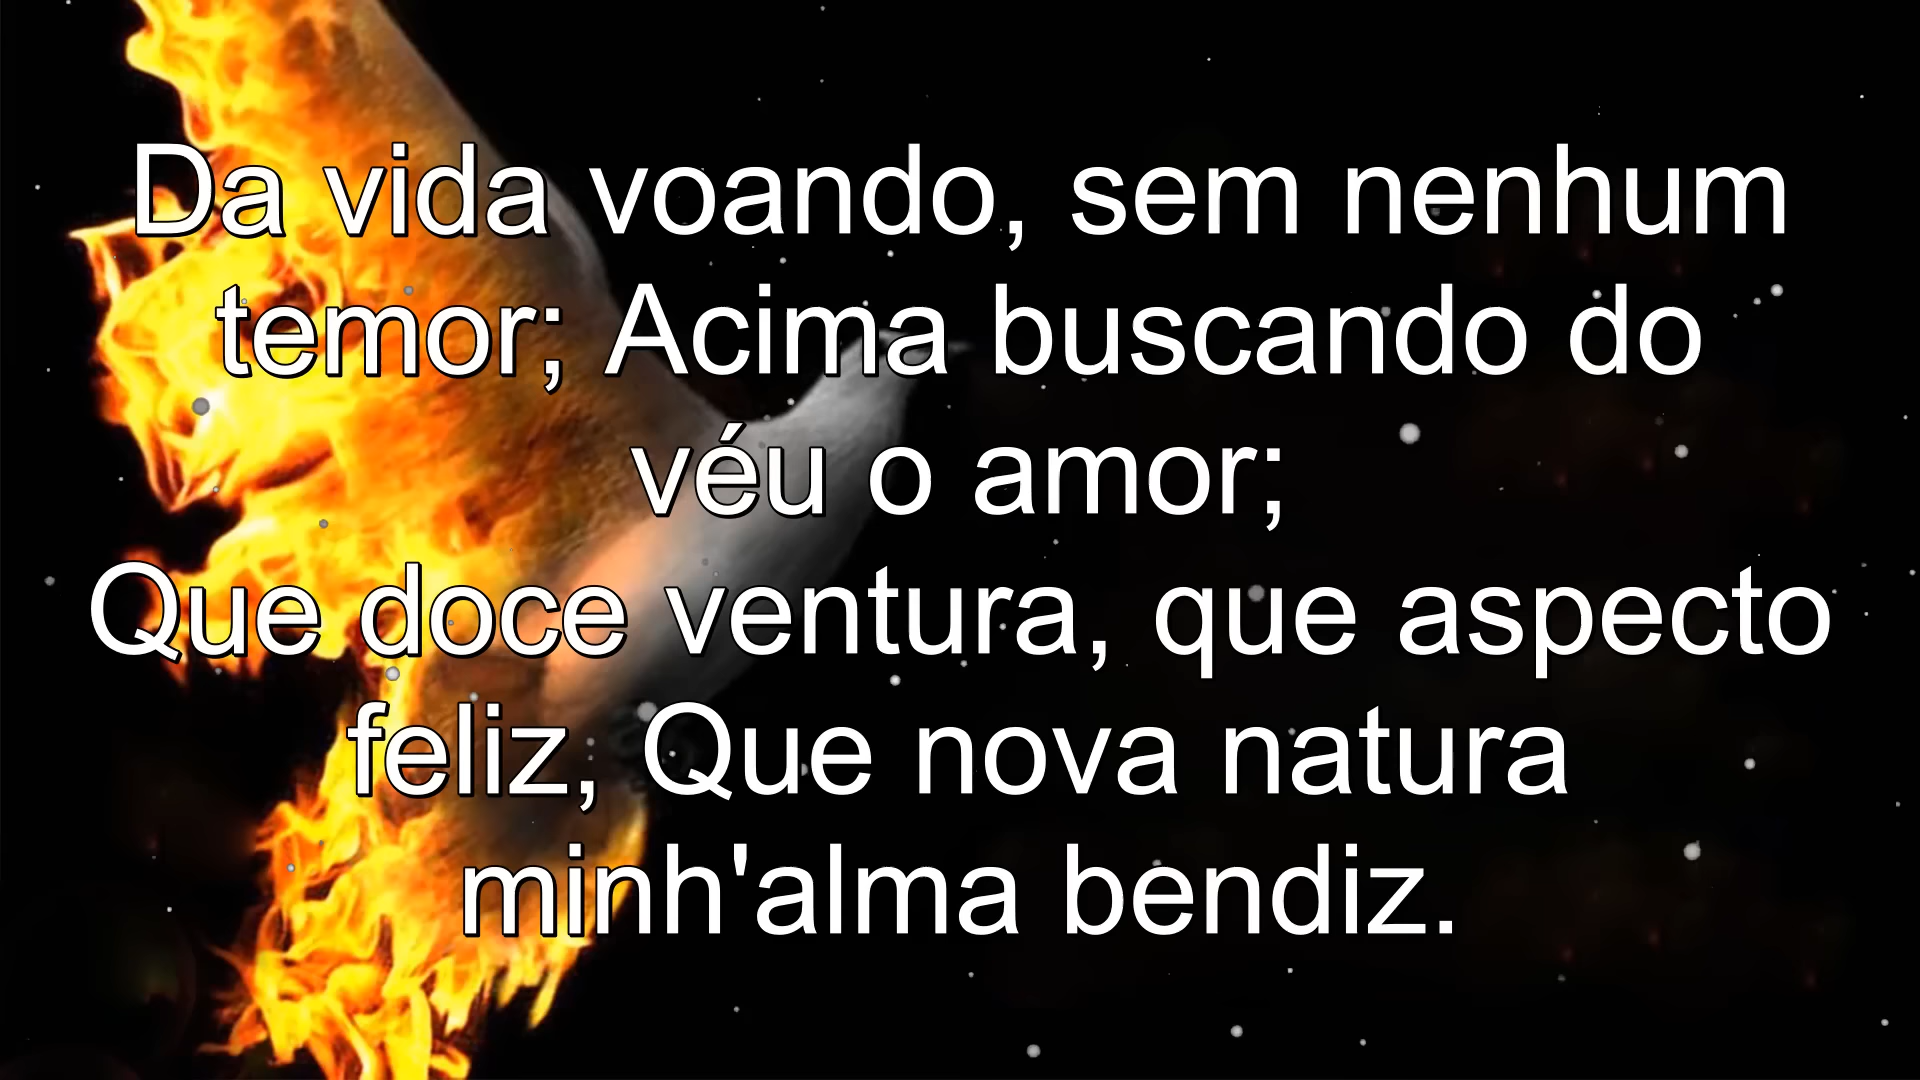 Da vida voando, sem nenhum
temor; Acima buscando do
véu o amor;
Que doce ventura, que aspecto
feliz, Que nova natura
minh'alma bendiz.